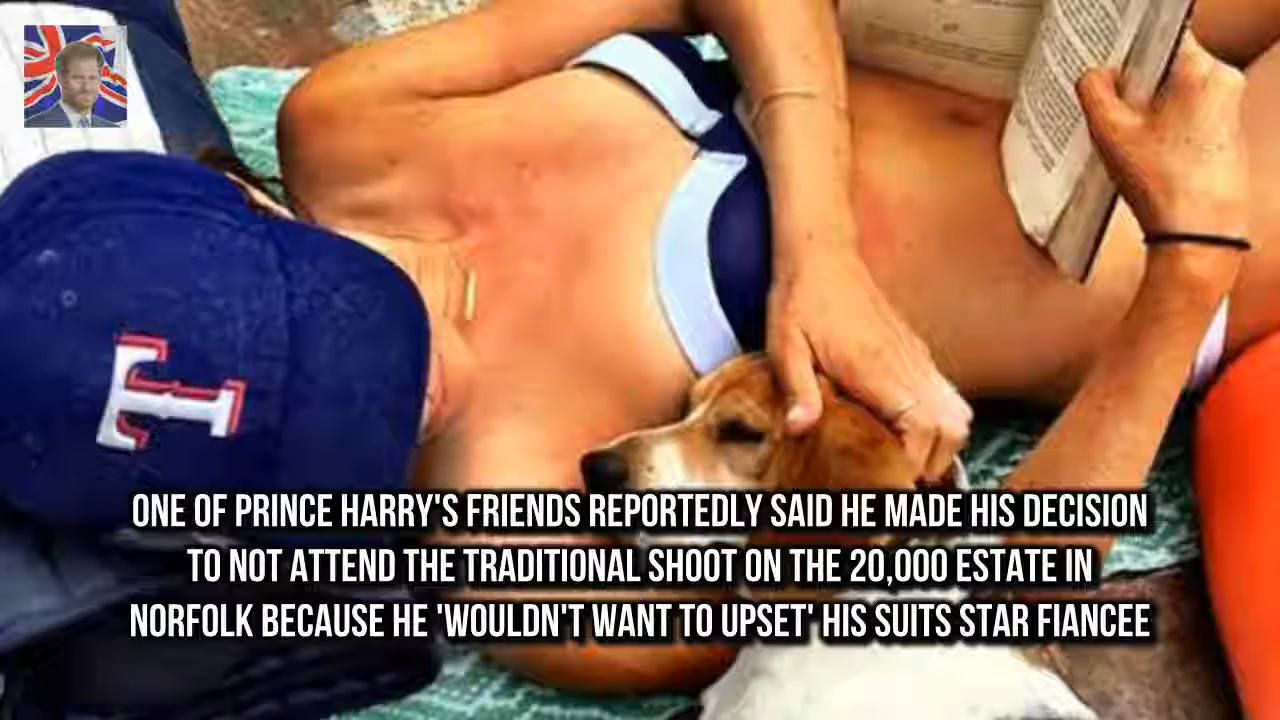 T
ONE OF PRINCE HARRY'S FRIENDS REPORTEDLY SAID HE MADE HIS DECISION
TO NOT ATTEND THE TRADITIONAL SHOOT ON THE 20,000 ESTATE IN
NORFOLK BECAUSE HE 'WOULDN'T WANT TO UPSET' HIS SUITS STAR FIANCEE